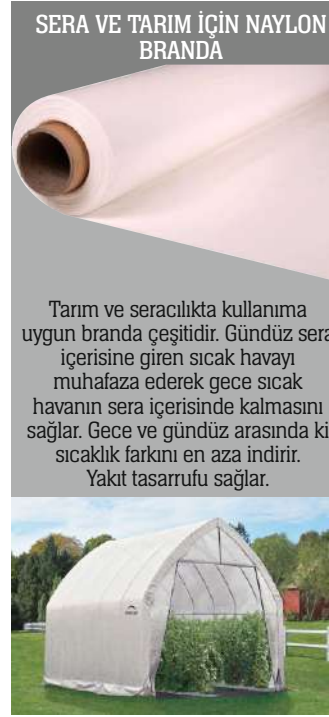 SERA VE TARIM İÇİN NAYLON
BRANDA
Tarım ve seracılıkta kullanıma
uygun branda çeşitidir. Gündüz sera
içerisine giren sıcak havayı
muhafaza ederek gece sıcak
havanın sera içerisinde kalmasını
sağlar. Gece ve gündüz arasında ki
sıcaklık farkını en aza indirir.
Yakıt tasarrufu sağlar.